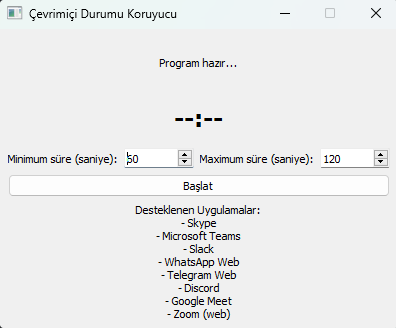 Çevrimiçi Durumu Koruyucu
Program hazır...
--:--
Minimum süre (saniye): 60 Maximum süre (saniye): 120
Başlat
Desteklenen Uygulamalar:
- Skype
- Microsoft Teams
- Slack
- WhatsApp Web
- Telegram Web
- Discord
- Google Meet
- Zoom (web)